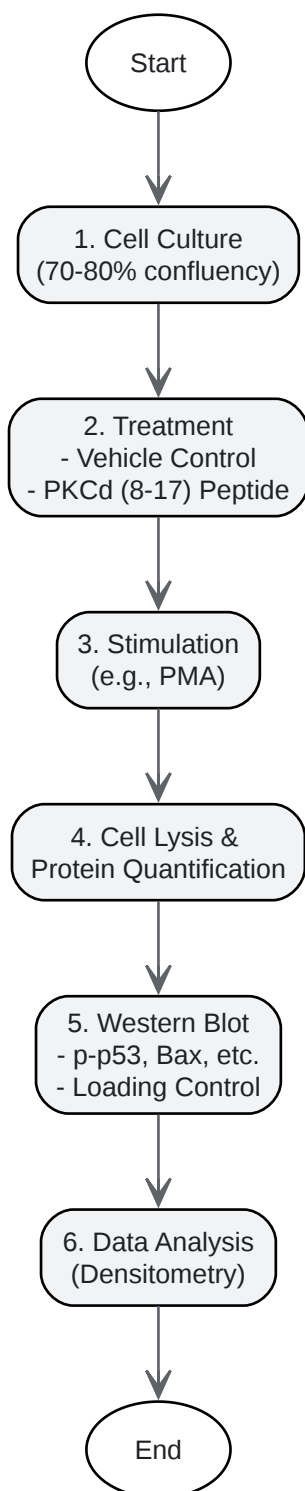 Start
1. Cell Culture
(70-80% confluency)
2. Treatment
- Vehicle Control
- PKCd (8-17) Peptide
3. Stimulation
(e.g., PMA)
4. Cell Lysis &
Protein Quantification
5. Western Blot
- p-p53, Bax, etc.
- Loading Control
6. Data Analysis
(Densitometry)
End